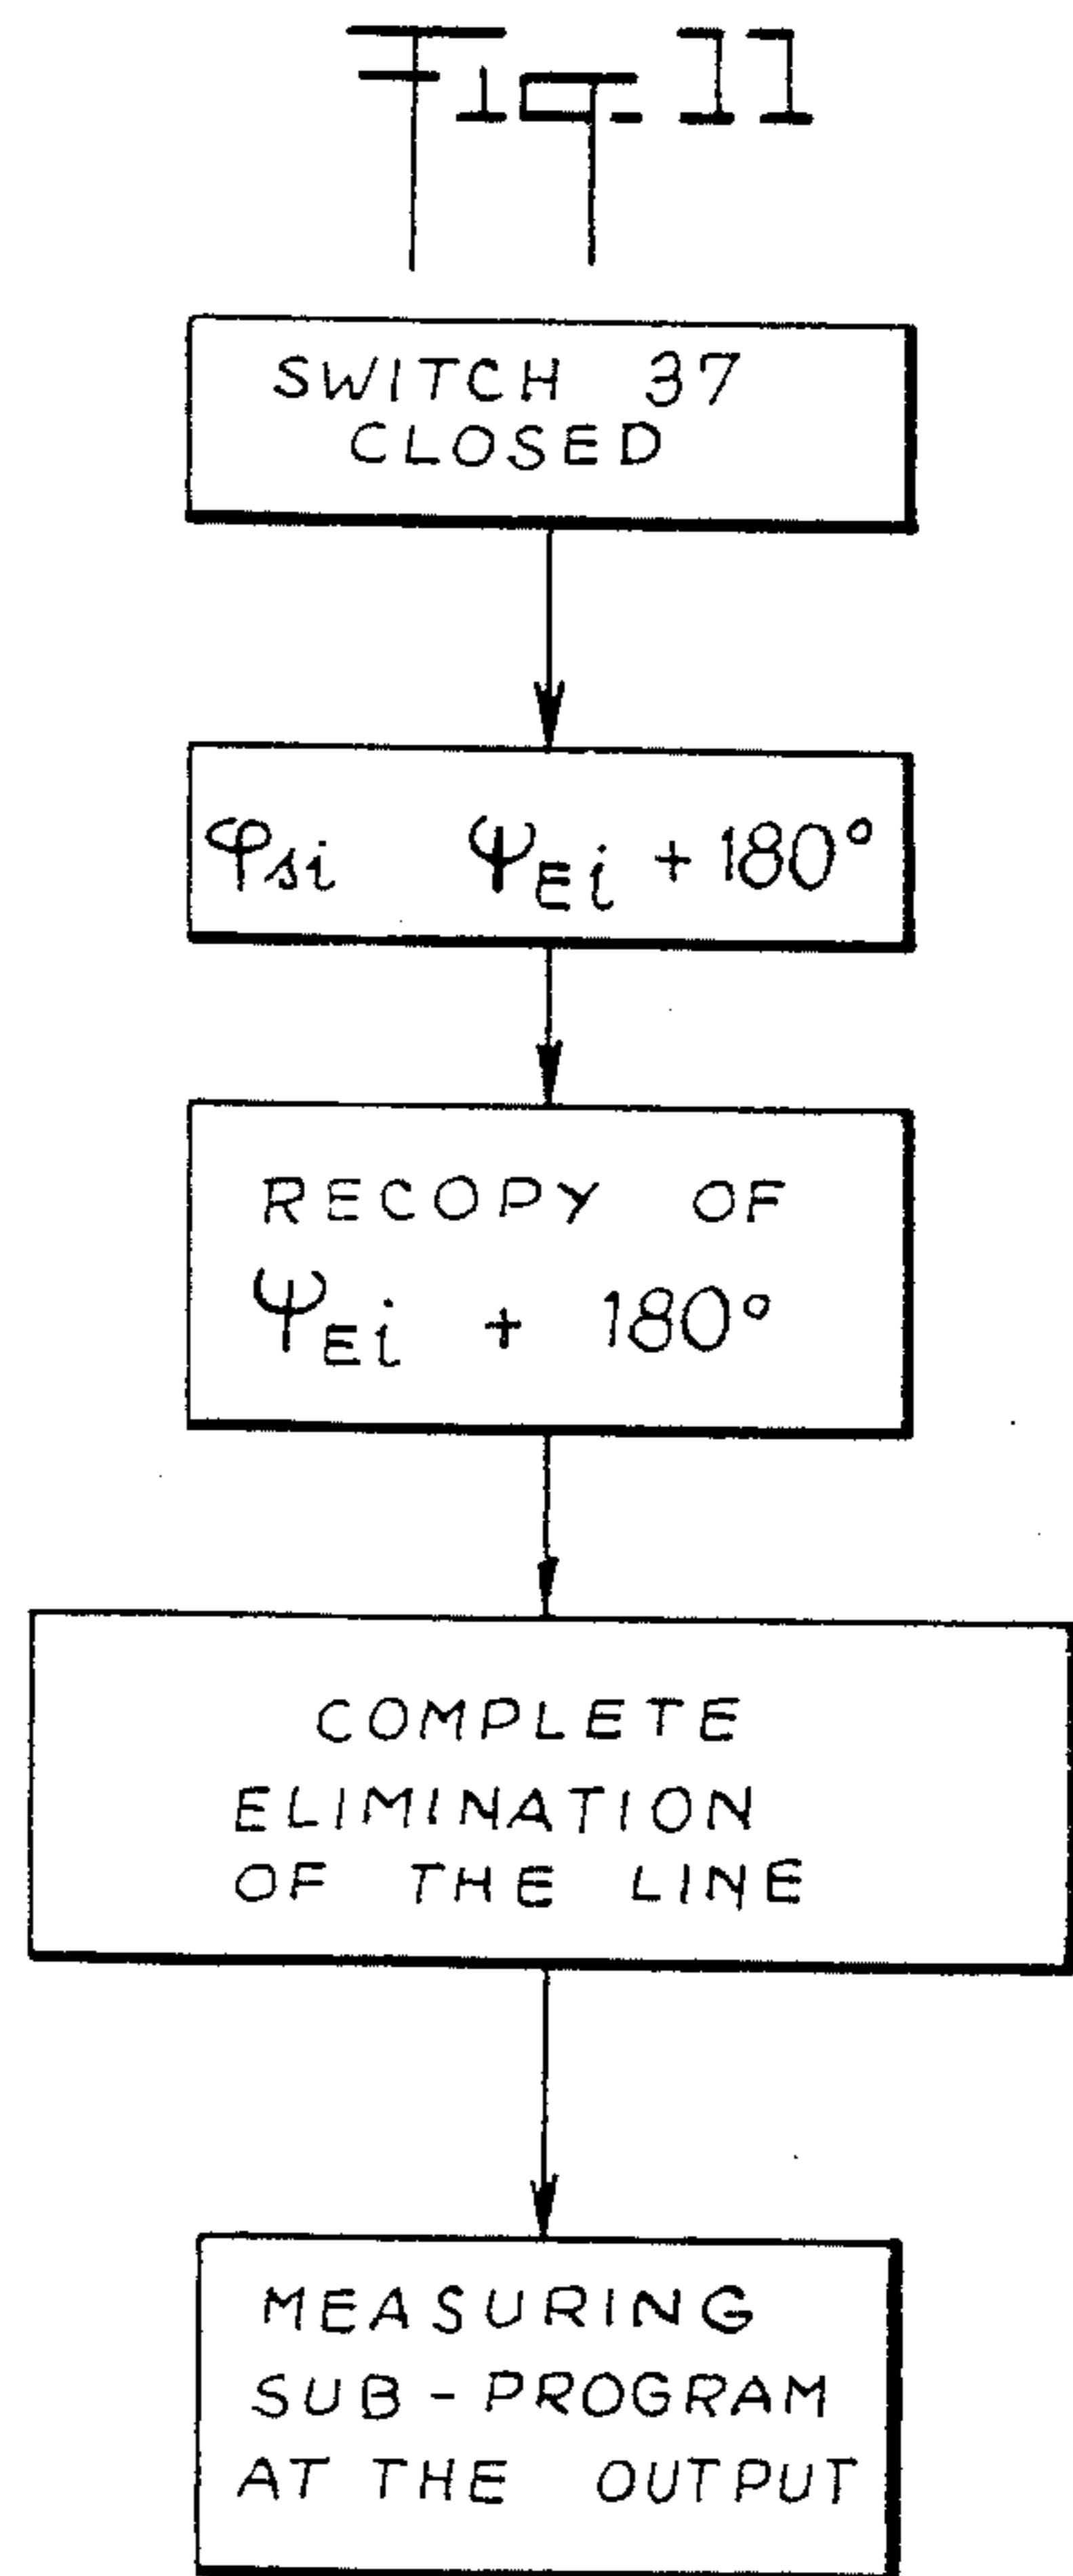 Fig. 11
SWITCH 37
CLOSED
φsi ψEi + 180°
RECOPY OF
ψEi + 180°
COMPLETE
ELIMINATION
OF THE LINE
MEASURING
SUB-PROGRAM
AT THE OUTPUT